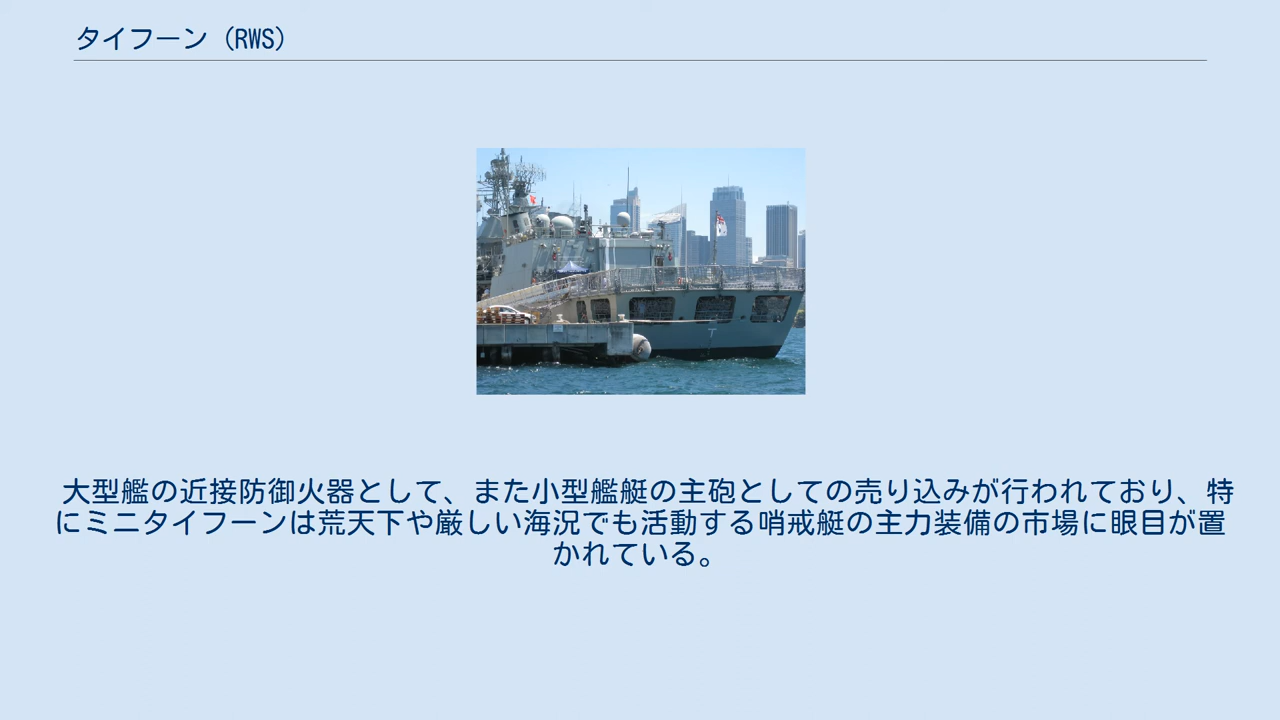 タイフーン（RWS）
大型艦の近接防御火器として、また小型艦艇の主砲としての売り込みが行われており、特
にミニタイフーンは荒天下や厳しい海況でも活動する哨戒艇の主力装備の市場に眼目が置
かれている。